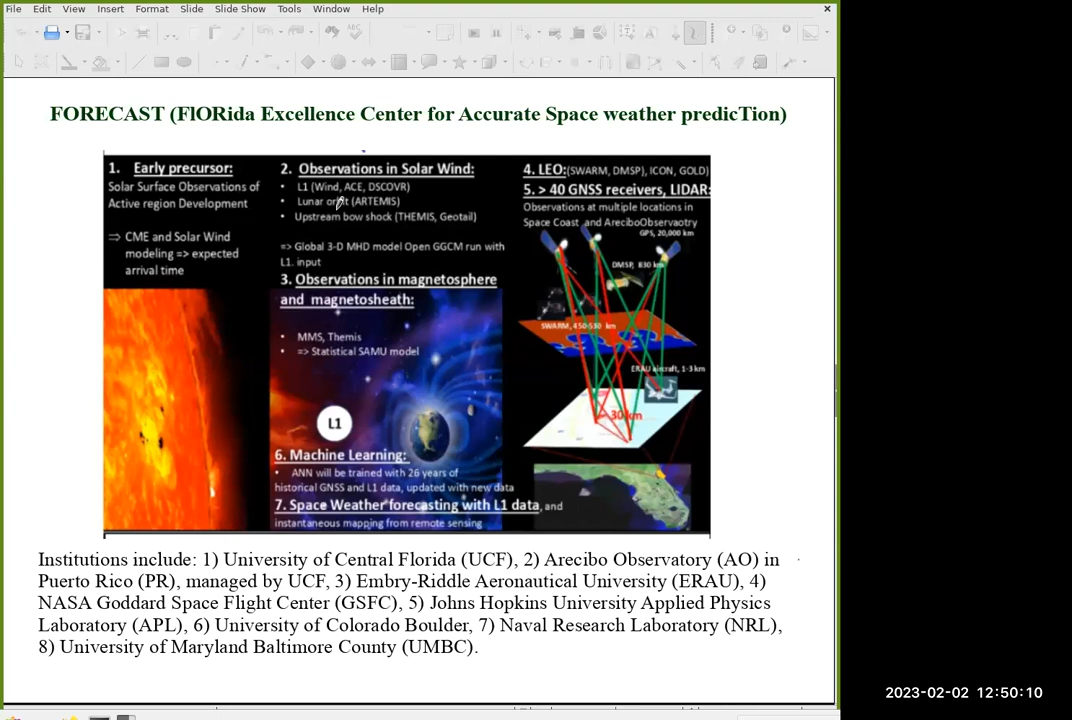 File Edit View Insert Format Slide Slide Show Tools Window Help
FORECAST (FlORida Excellence Center for Accurate Space weather predicTion)
1. Early precursor:
Solar Surface Observations of
Active region Development
⇒ CME and Solar Wind
modeling => expected
arrival time
2. Observations in Solar Wind:
• L1 (Wind, ACE, DSCOVR)
• Lunar orbit (ARTEMIS)
• Upstream bow shock (THEMIS, Geotail)
=> Global 3-D MHD model Open GGCM run with
L1. input
3. Observations in magnetosphere
and magnetosheath:
• MMS, Themis
• => Statistical SAMU model
L1
6. Machine Learning:
• ANN will be trained with 26 years of
historical GNSS and L1 data, updated with new data
7. Space Weather forecasting with L1 data, and
instantaneous mapping from remote sensing
4. LEO:(SWARM, DMSP), ICON, GOLD)
5. > 40 GNSS receivers, LIDAR:
Observations at multiple locations in
Space Coast and AreciboObservaotry
GPS, 20,000 km
DMSP, 830 km
SWARM, 450-530 km
ERAU aircraft, 1-3 km
30 km
Institutions include: 1) University of Central Florida (UCF), 2) Arecibo Observatory (AO) in
Puerto Rico (PR), managed by UCF, 3) Embry-Riddle Aeronautical University (ERAU), 4)
NASA Goddard Space Flight Center (GSFC), 5) Johns Hopkins University Applied Physics
Laboratory (APL), 6) University of Colorado Boulder, 7) Naval Research Laboratory (NRL),
8) University of Maryland Baltimore County (UMBC).
2023-02-02 12:50:10